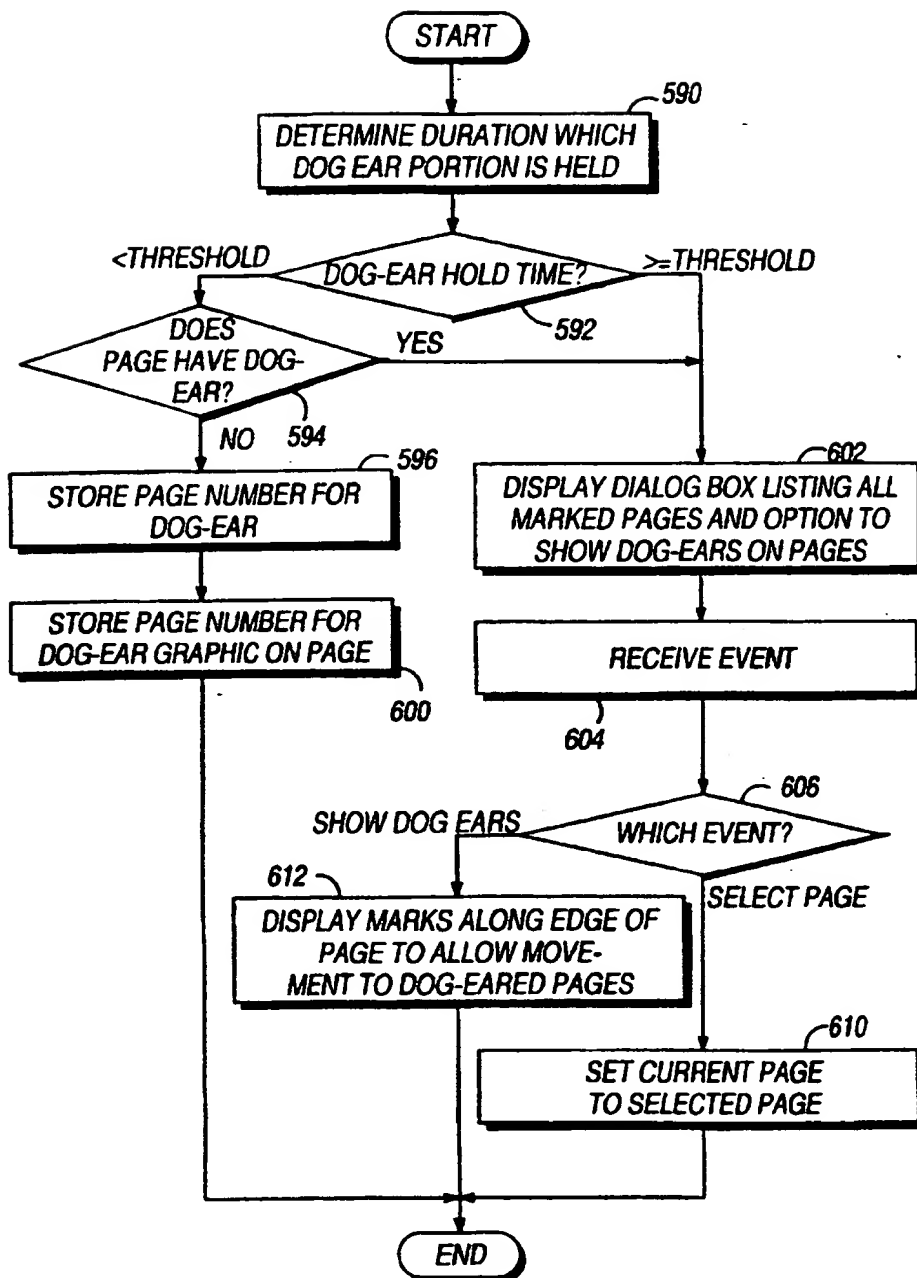 START
590
DETERMINE DURATION WHICH
DOG EAR PORTION IS HELD
<THRESHOLD
DOG-EAR HOLD TIME?
>=THRESHOLD
592
DOES
PAGE HAVE DOG-
EAR?
YES
594
NO
596
STORE PAGE NUMBER FOR
DOG-EAR
602
DISPLAY DIALOG BOX LISTING ALL
MARKED PAGES AND OPTION TO
SHOW DOG-EARS ON PAGES
STORE PAGE NUMBER FOR
DOG-EAR GRAPHIC ON PAGE
600
RECEIVE EVENT
604
606
SHOW DOG EARS
WHICH EVENT?
SELECT PAGE
612
DISPLAY MARKS ALONG EDGE OF
PAGE TO ALLOW MOVE-
MENT TO DOG-EARED PAGES
610
SET CURRENT PAGE
TO SELECTED PAGE
END